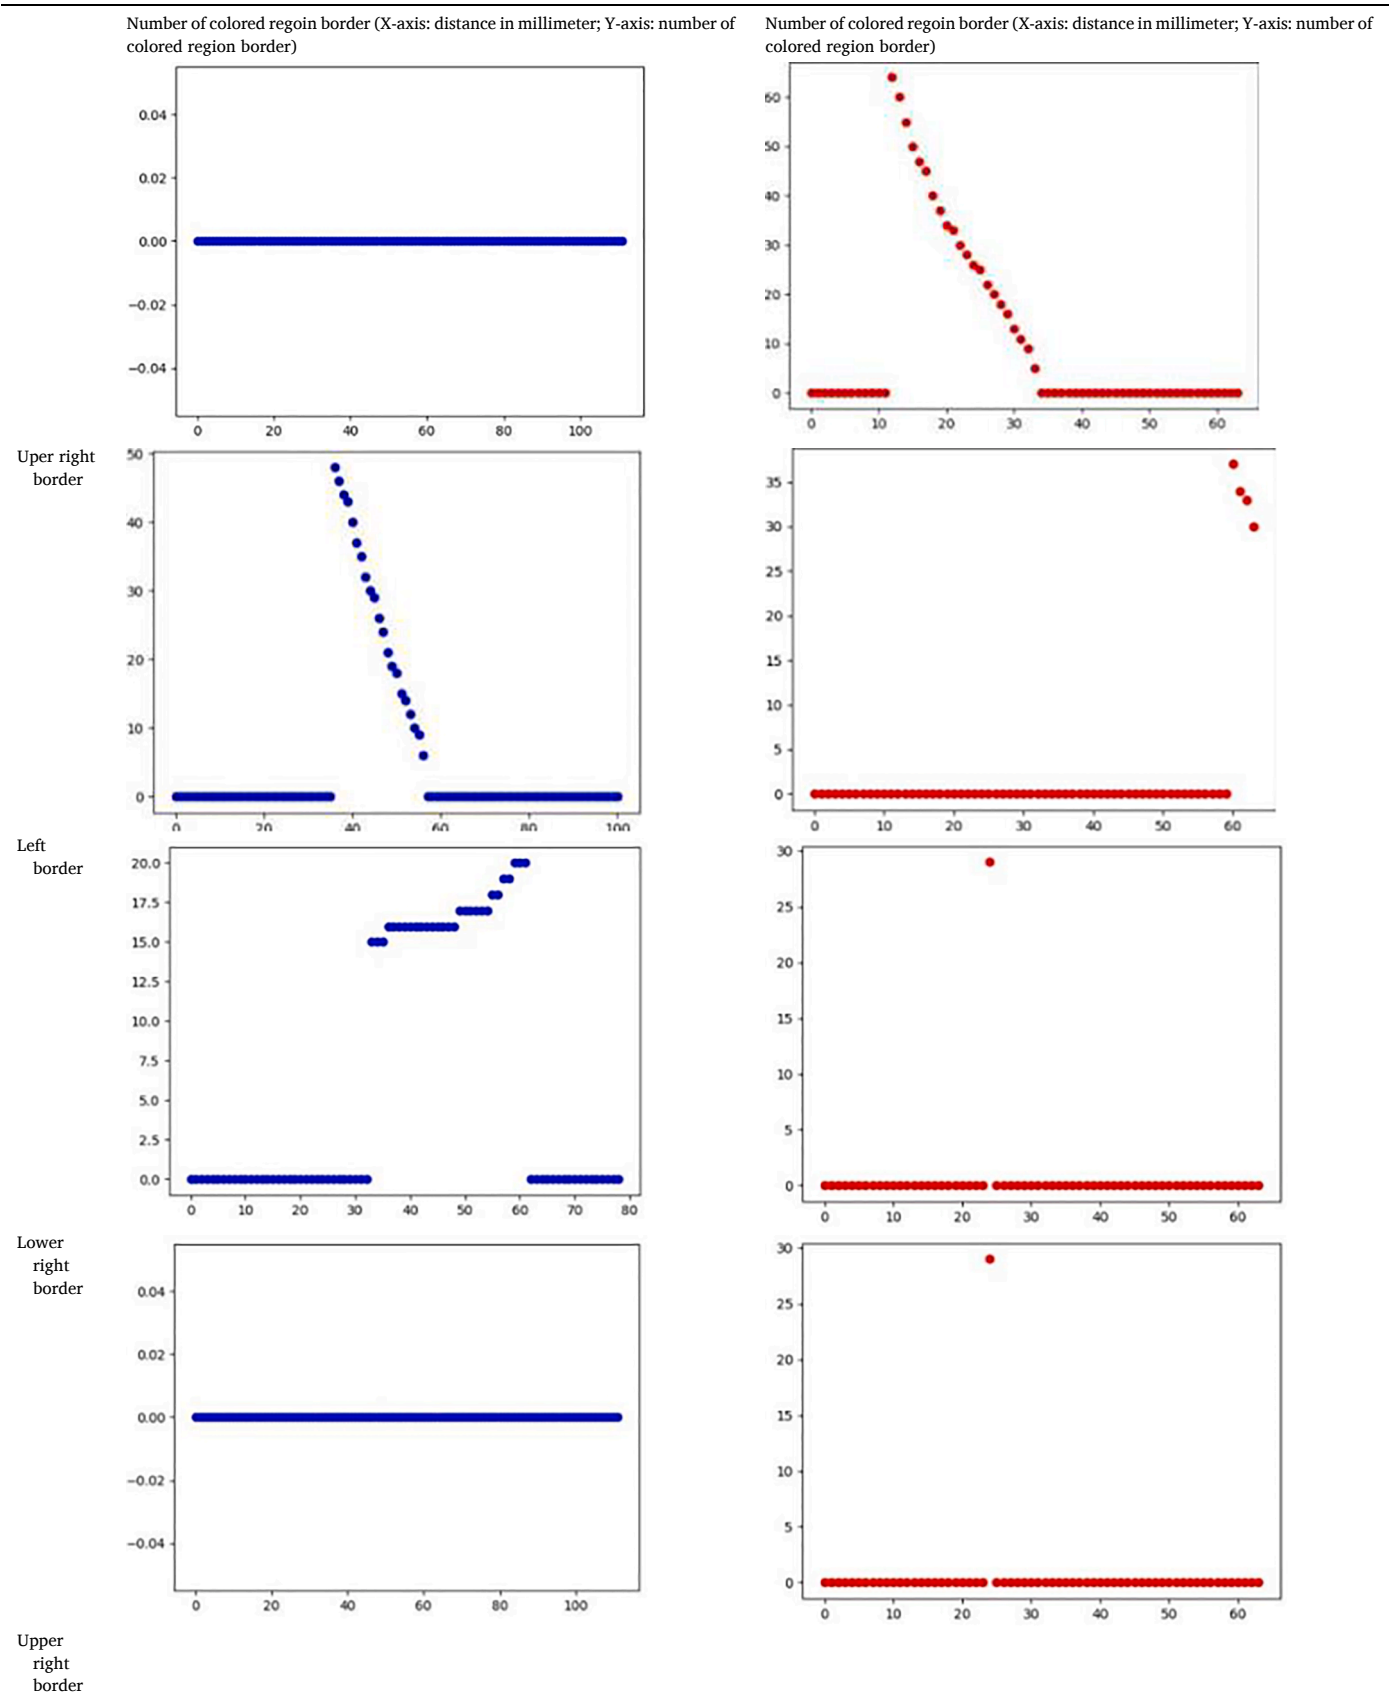 Number of colored regoin border (X-axis: distance in millimeter; Y-axis: number of
colored region border)
Number of colored regoin border (X-axis: distance in millimeter; Y-axis: number of
colored region border)
0.04
0.02
0.00
−0.02
−0.04
0 20 40 60 80 100
60
50
40
30
20
10
0
0 10 20 30 40 50 60
Uper right
border
50
40
30
20
10
0
0 20 40 60 80 100
35
30
25
20
15
10
5
0
0 10 20 30 40 50 60
Left
border
20.0
17.5
15.0
12.5
10.0
7.5
5.0
2.5
0.0
0 10 20 30 40 50 60 70 80
30
25
20
15
10
5
0
0 10 20 30 40 50 60
Lower
right
border
0.04
0.02
0.00
−0.02
−0.04
0 20 40 60 80 100
30
25
20
15
10
5
0
0 10 20 30 40 50 60
Upper
right
border